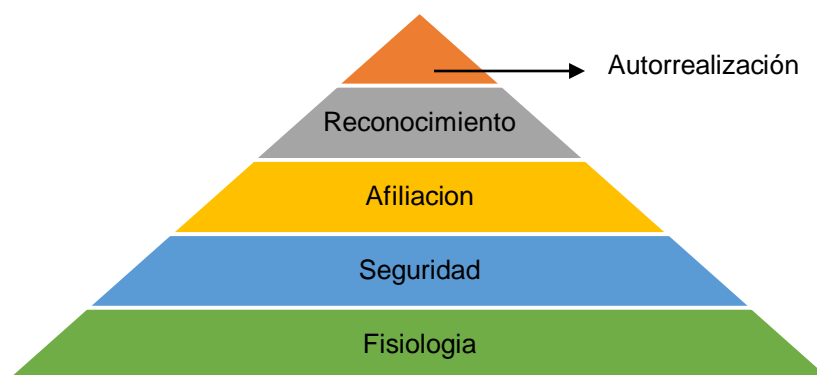 Autorrealización
Reconocimiento
Afiliacion
Seguridad
Fisiologia